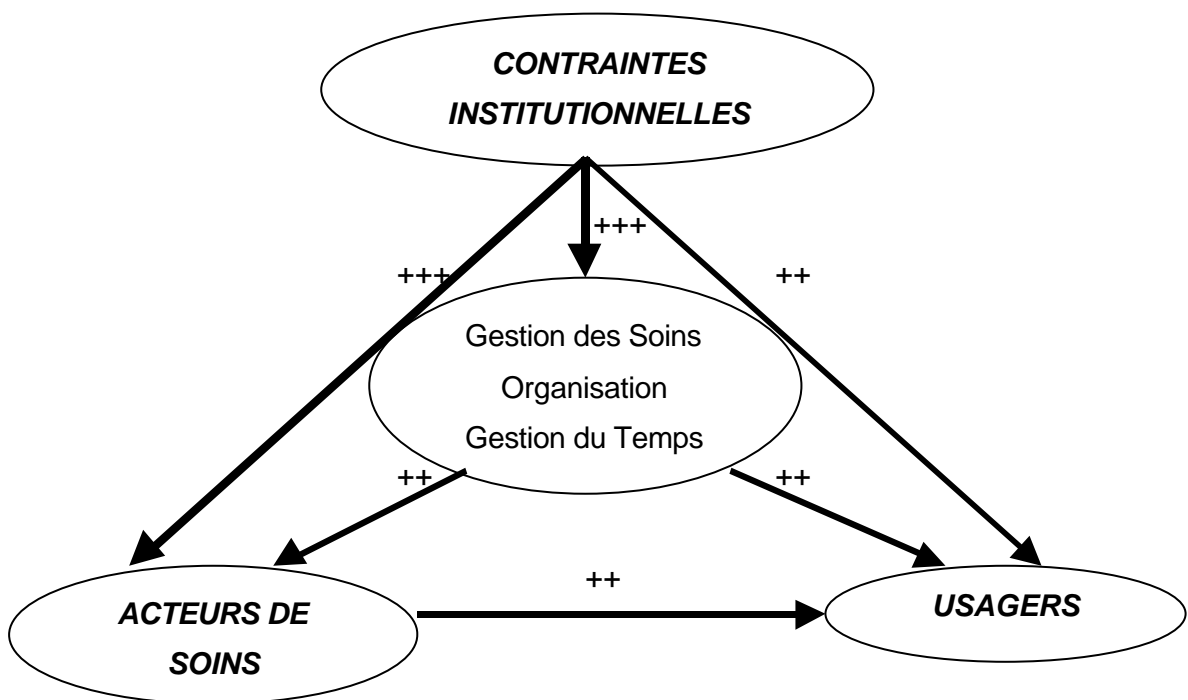 CONTRAINTES
INSTITUTIONNELLES
+++
+++
++
Gestion des Soins
Organisation
Gestion du Temps
++
++
++
ACTEURS DE
SOINS
USAGERS